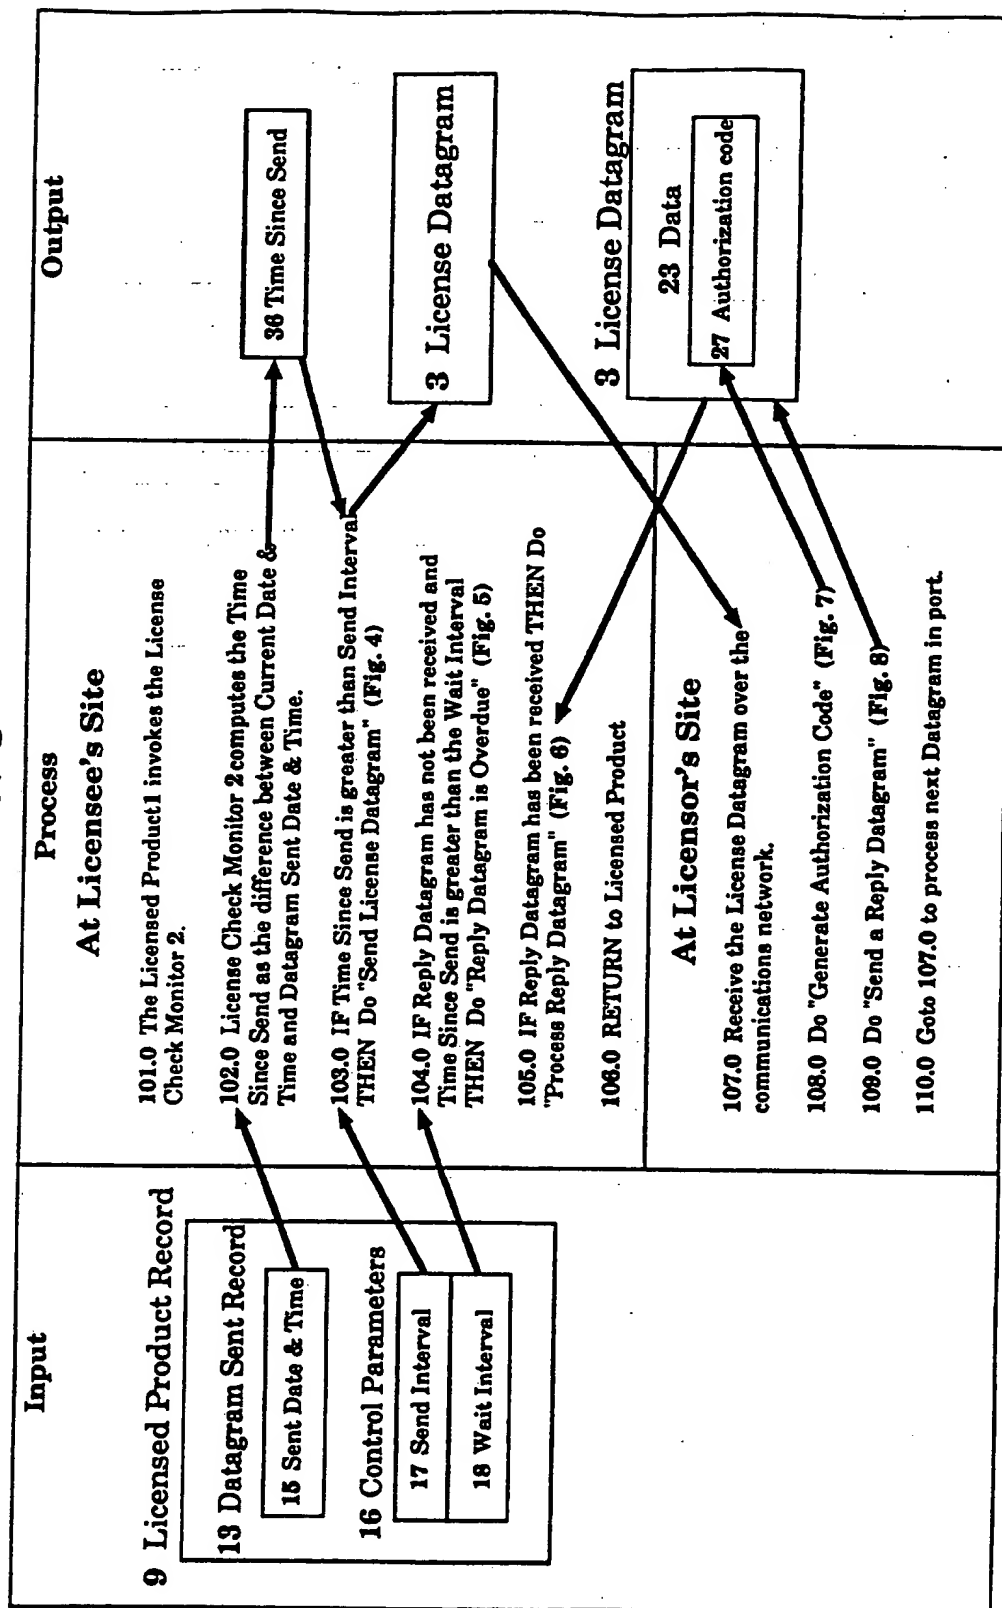 Input
9 Licensed Product Record
13 Datagram Sent Record
15 Sent Date & Time
16 Control Parameters
17 Send Interval
18 Wait Interval
Process
At Licensee's Site
101.0 The Licensed Product1 invokes the License
Check Monitor 2.
102.0 License Check Monitor 2 computes the Time
Since Send as the difference between Current Date &
Time and Datagram Sent Date & Time.
103.0 IF Time Since Send is greater than Send Interval
THEN Do "Send License Datagram" (Fig. 4)
104.0 IF Reply Datagram has not been received and
Time Since Send is greater than the Wait Interval
THEN Do "Reply Datagram is Overdue" (Fig. 5)
105.0 IF Reply Datagram has been received THEN Do
"Process Reply Datagram" (Fig. 6)
106.0 RETURN to Licensed Product
At Licensor's Site
107.0 Receive the License Datagram over the
communications network.
108.0 Do "Generate Authorization Code" (Fig. 7)
109.0 Do "Send a Reply Datagram" (Fig. 8)
110.0 Goto 107.0 to process next Datagram in port.
Output
36 Time Since Send
3 License Datagram
3 License Datagram
23 Data
27 Authorization code